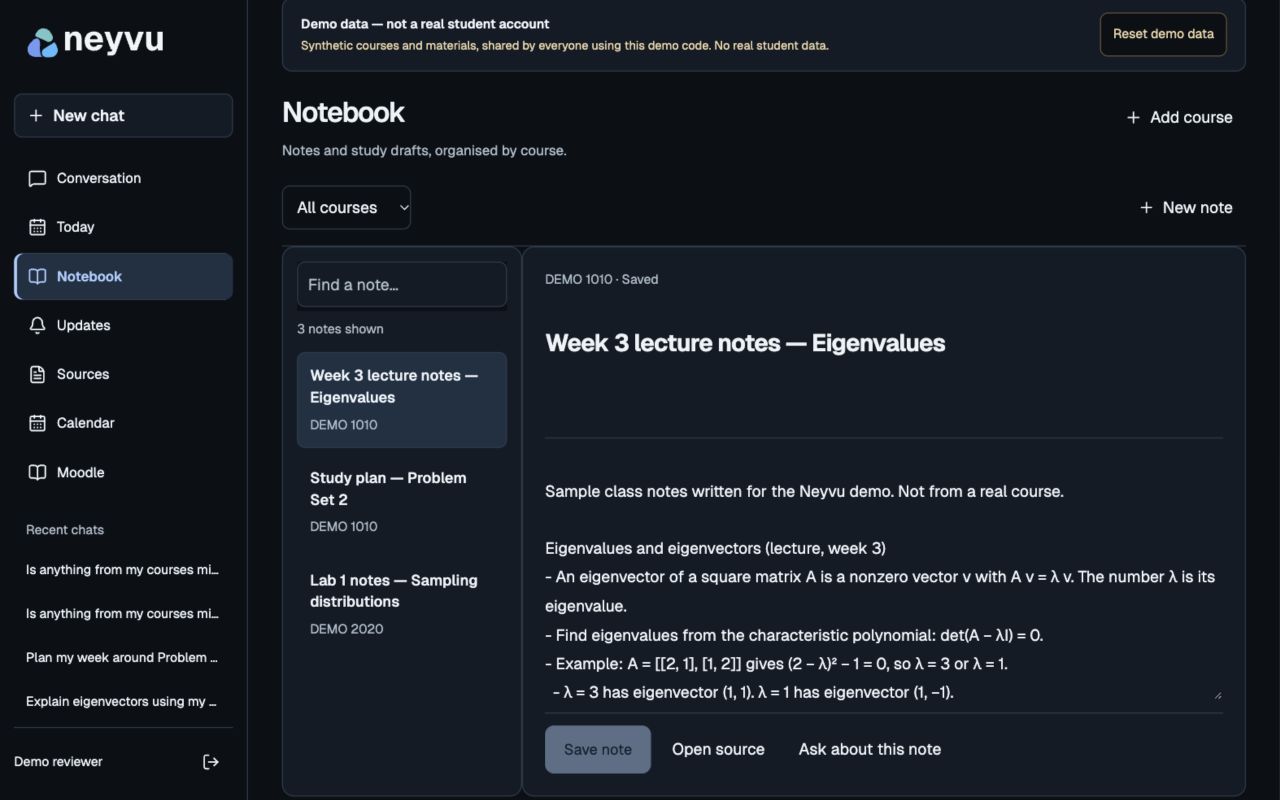 neyvu
New chat
Conversation
Today
Notebook
Updates
Sources
Calendar
Moodle
Recent chats
Is anything from my courses mi...
Is anything from my courses mi...
Plan my week around Problem ...
Explain eigenvectors using my ...
Demo reviewer
Demo data — not a real student account
Synthetic courses and materials, shared by everyone using this demo code. No real student data.
Reset demo data
Notebook
Notes and study drafts, organised by course.
+ Add course
All courses
+ New note
Find a note...
3 notes shown
Week 3 lecture notes —
Eigenvalues
DEMO 1010
Study plan — Problem
Set 2
DEMO 1010
Lab 1 notes — Sampling
distributions
DEMO 2020
DEMO 1010 · Saved
Week 3 lecture notes — Eigenvalues
Sample class notes written for the Neyvu demo. Not from a real course.
Eigenvalues and eigenvectors (lecture, week 3)
- An eigenvector of a square matrix A is a nonzero vector v with A v = λ v. The number λ is its
eigenvalue.
- Find eigenvalues from the characteristic polynomial: det(A − λI) = 0.
- Example: A = [[2, 1], [1, 2]] gives (2 − λ)² − 1 = 0, so λ = 3 or λ = 1.
- λ = 3 has eigenvector (1, 1). λ = 1 has eigenvector (1, −1).
Save note
Open source
Ask about this note